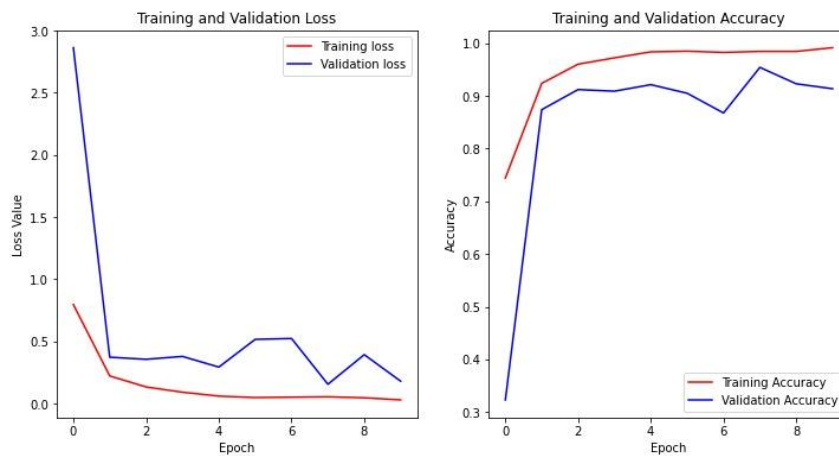 Training and Validation Loss
3.0
2.5
2.0
1.5
1.0
0.5
0.0
Loss Value
Training loss
Validation loss
0 2 4 6 8
Epoch
Training and Validation Accuracy
1.0
0.9
0.8
0.7
0.6
0.5
0.4
0.3
Accuracy
Training Accuracy
Validation Accuracy
0 2 4 6 8
Epoch